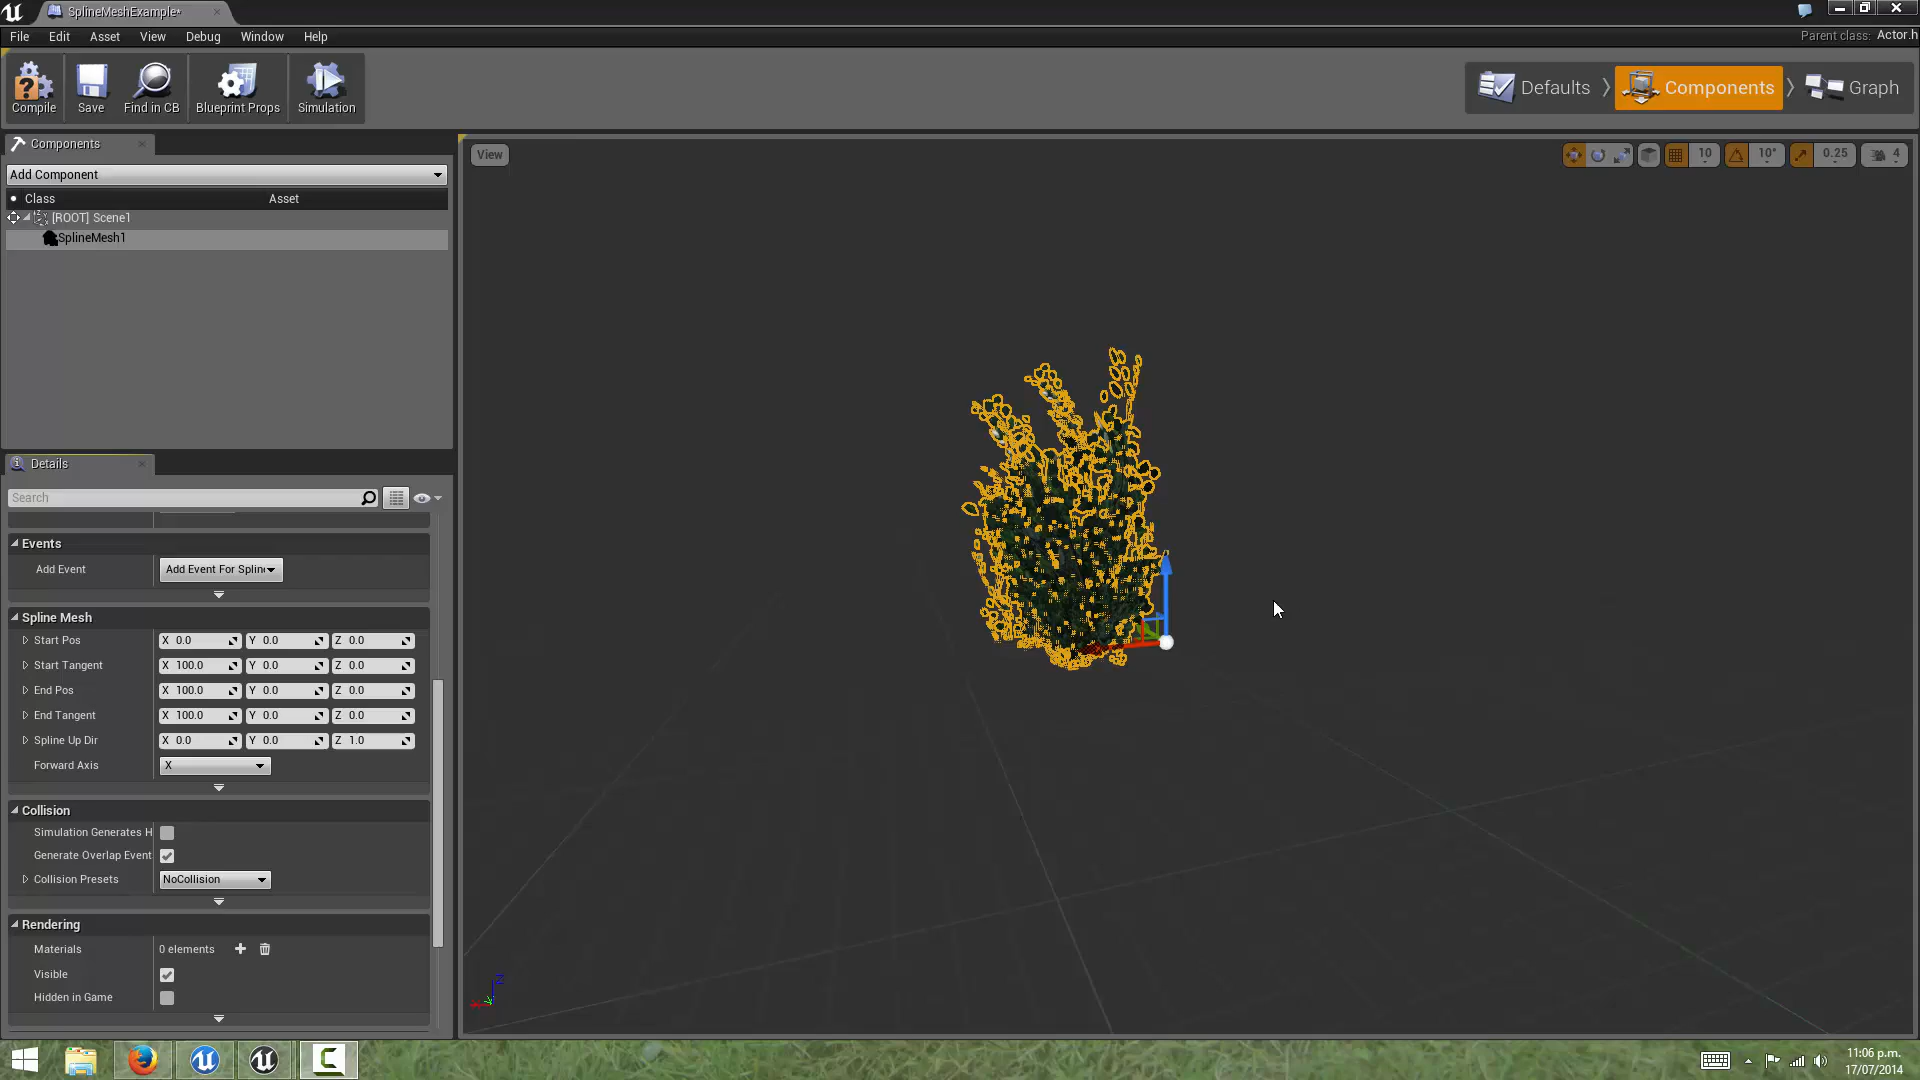 SplineMeshExample*
File Edit Asset View Debug Window Help
Parent class: Actor.h
Compile Save Find in CB Blueprint Props Simulation
Defaults Components Graph
Components
View
10 10° 0.25 4
Add Component
Class Asset
[ROOT] Scene1
SplineMesh1
Details
Search
Events
Add Event Add Event For Splin
Spline Mesh
Start Pos X 0.0 Y 0.0 Z 0.0
Start Tangent X 100.0 Y 0.0 Z 0.0
End Pos X 100.0 Y 0.0 Z 0.0
End Tangent X 100.0 Y 0.0 Z 0.0
Spline Up Dir X 0.0 Y 0.0 Z 1.0
Forward Axis X
Collision
Simulation Generates H
Generate Overlap Event
Collision Presets NoCollision
Rendering
Materials 0 elements
Visible
Hidden in Game
Z
11:06 p.m.
17/07/2014